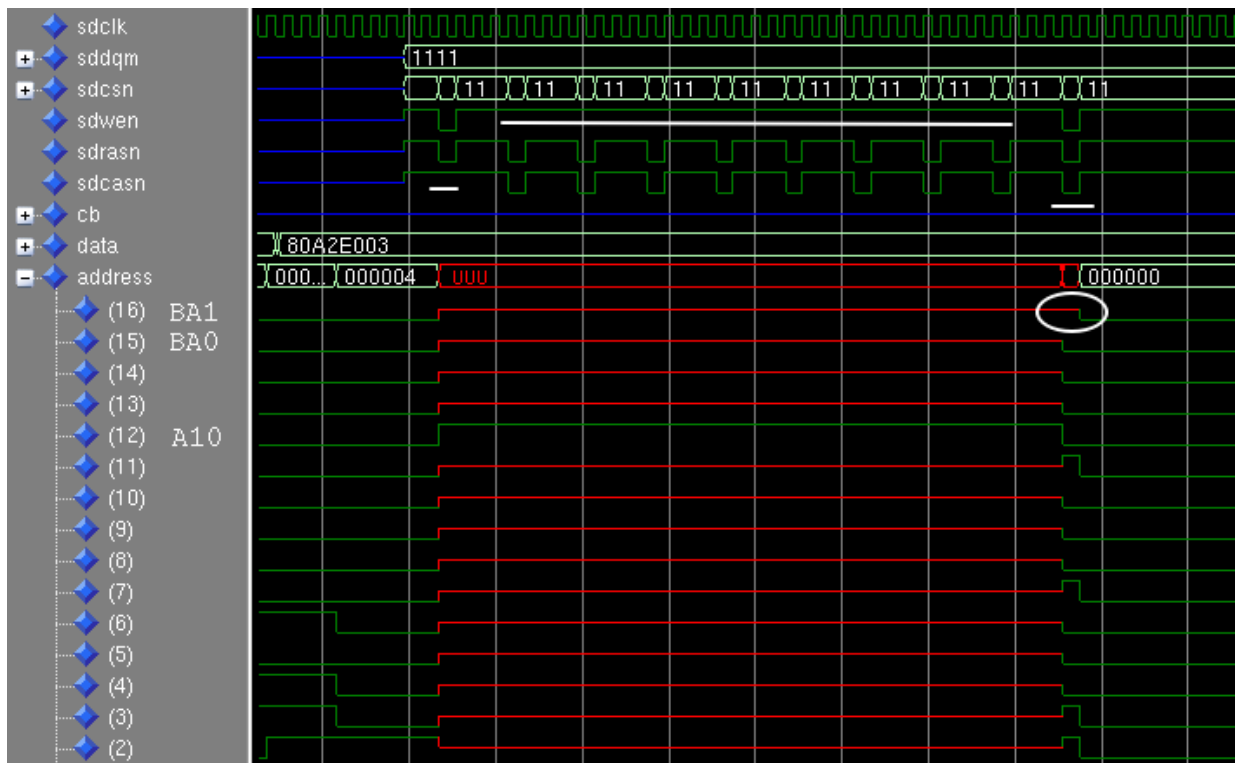 sdclk
sddqm 1111
sdcsn 11 11 11 11 11 11 11 11 11 11
sdwen
sdrasn
sdcasn
cb
data 80A2E003
address 000... 000004 UUU 000000
(16) BA1
(15) BA0
(14)
(13)
(12) A10
(11)
(10)
(9)
(8)
(7)
(6)
(5)
(4)
(3)
(2)